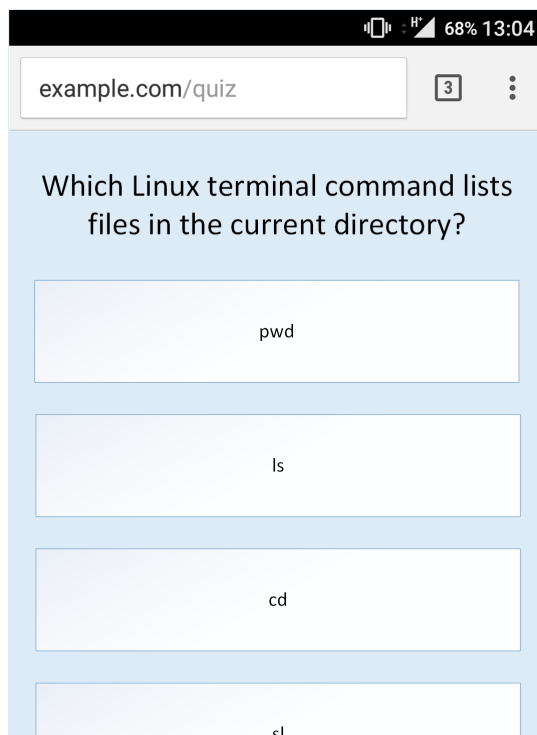 H+ 68% 13:04
example.com/quiz
3
Which Linux terminal command lists
files in the current directory?
pwd
ls
cd
sl